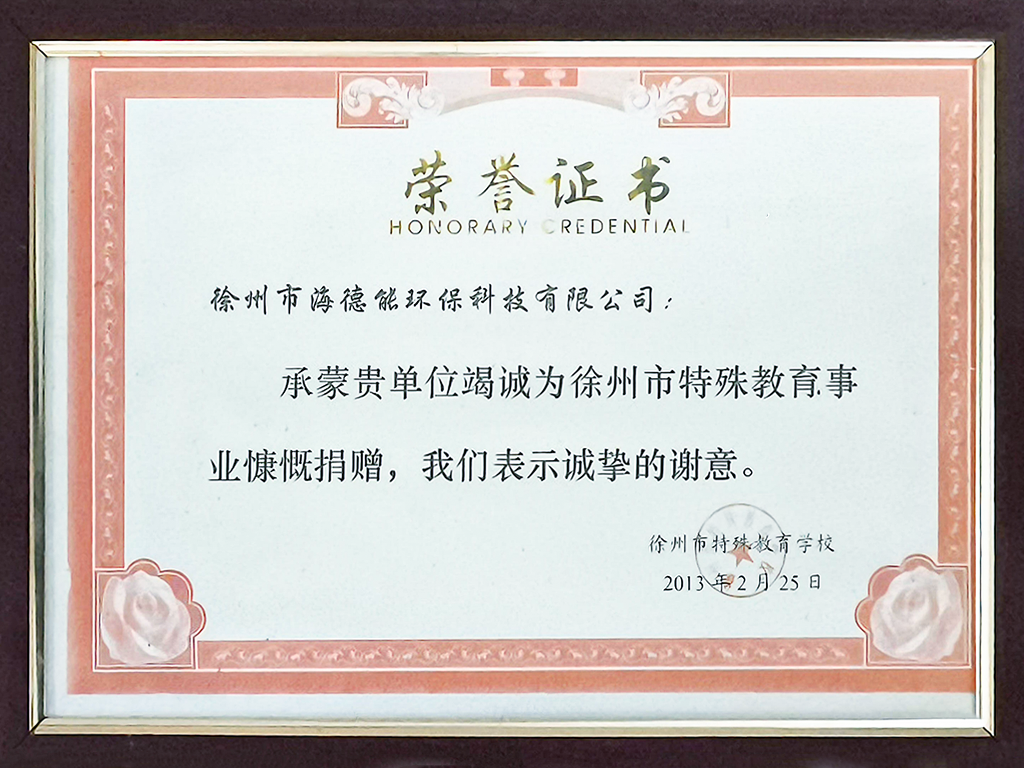 荣誉证书
HONORARY CREDENTIAL
徐州市海德能环保科技有限公司：
承蒙贵单位竭诚为徐州市特殊教育事
业慷慨捐赠，我们表示诚挚的谢意。
徐州市特殊教育学校
2013年2月25日